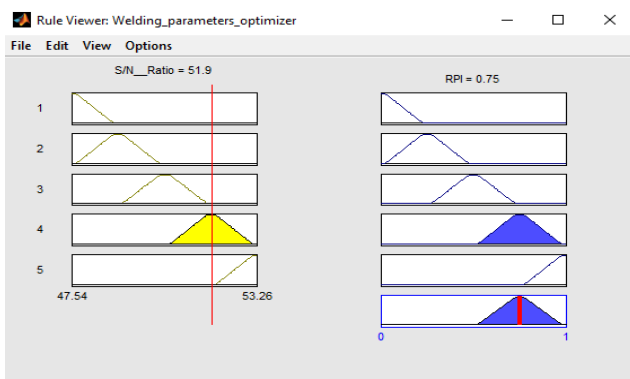 Rule Viewer: Welding_parameters_optimizer
File Edit View Options
S/N__Ratio = 51.9
RPI = 0.75
1
2
3
4
5
47.54 53.26
0 1